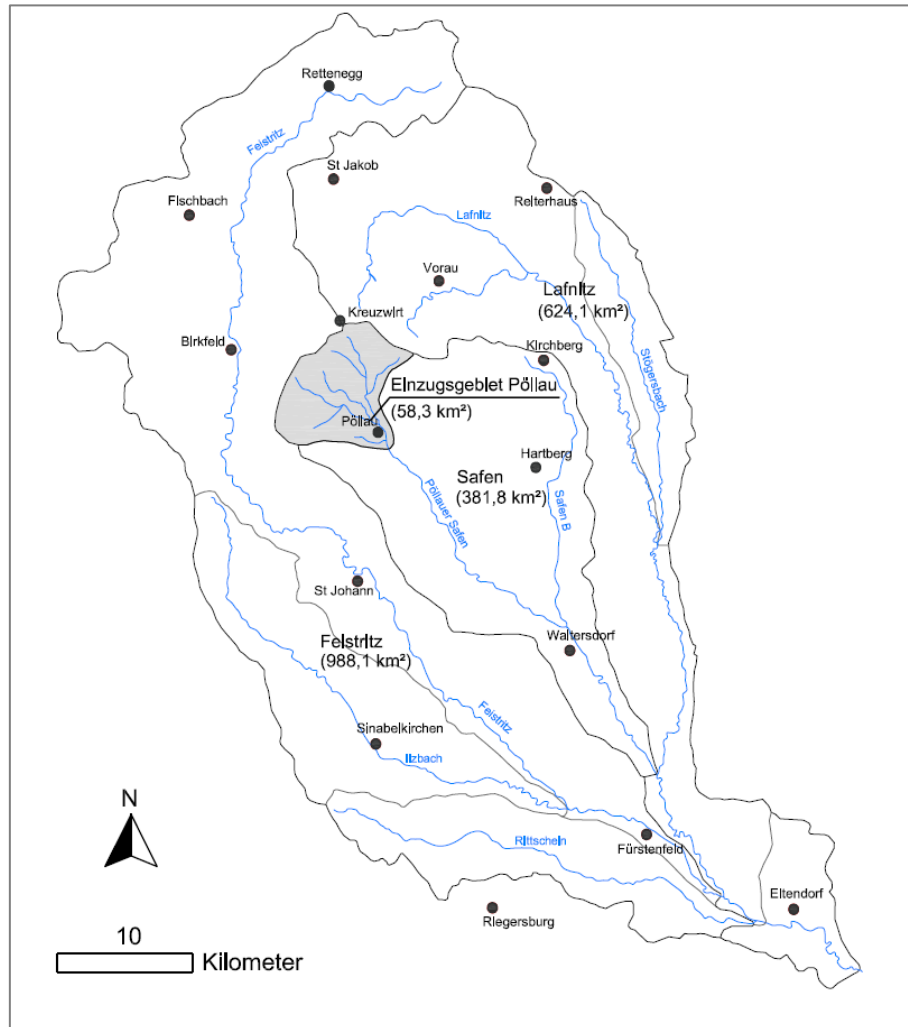 Rettenegg
Feistritz
St Jakob
Fischbach
Reiterhaus
Lafnitz
Vorau
Lafnitz
(624,1 km²)
Kreuzwirt
Stögersbach
Birkfeld
Kirchberg
Einzugsgebiet Pöllau
(58,3 km²)
Pöllau
Hartberg
Safen
(381,8 km²)
Pöllauer Safen
Safen B
St Johann
Waltersdorf
Feistritz
(988,1 km²)
Feistritz
Sinabelkirchen
Ilzbach
N
Rittschein
Fürstenfeld
Eltendorf
Riegersburg
10
Kilometer